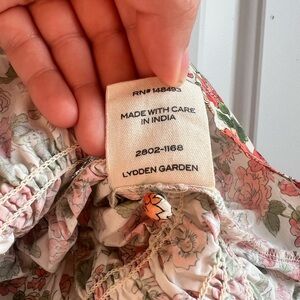 RN# 148493
MADE WITH CARE
IN INDIA
2802-1168
LYDDEN GARDEN